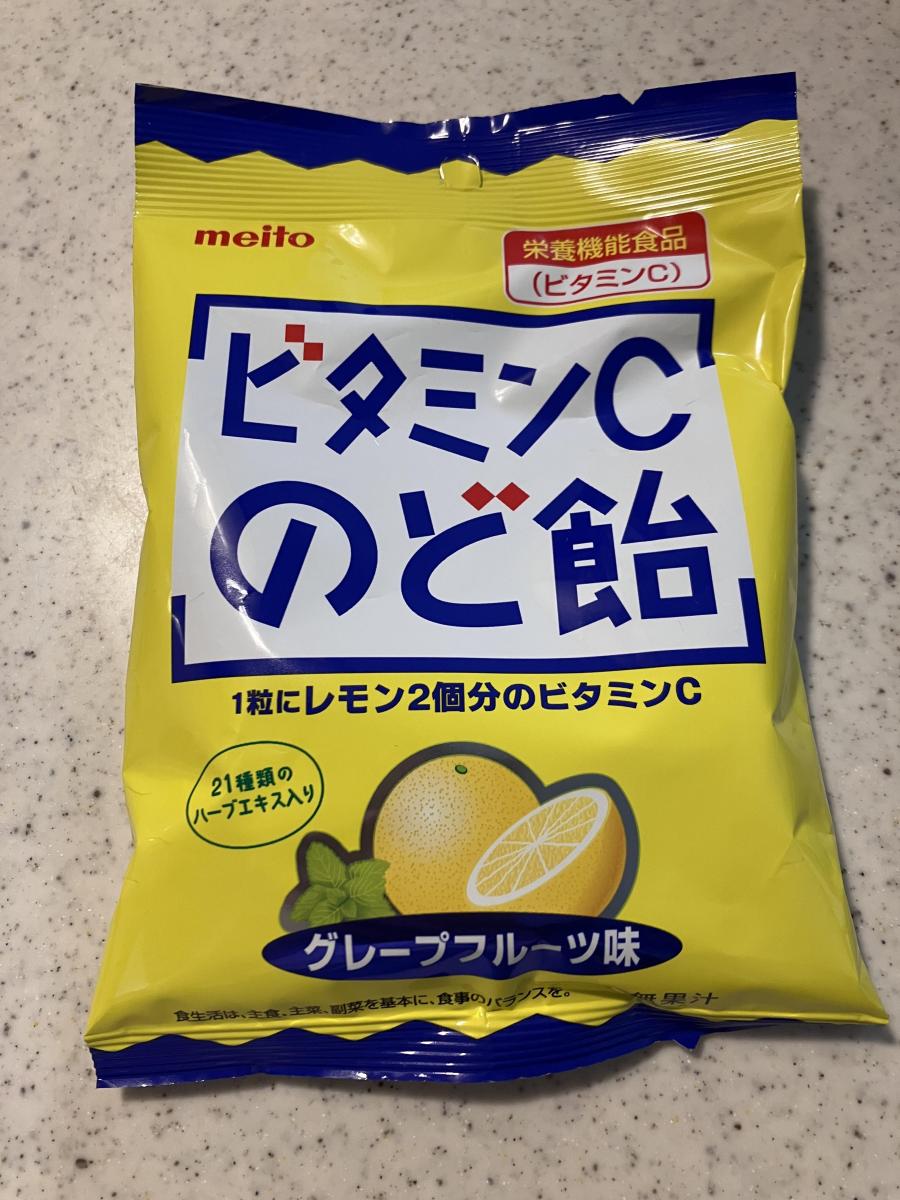 meito
栄養機能食品
(ビタミンC)
ビタミンC
のど飴
1粒にレモン2個分のビタミンC
21種類の
ハーブエキス入り
グレープフルーツ味
食生活は、主食、主菜、副菜を基本に、食事のバランスを。
無果汁